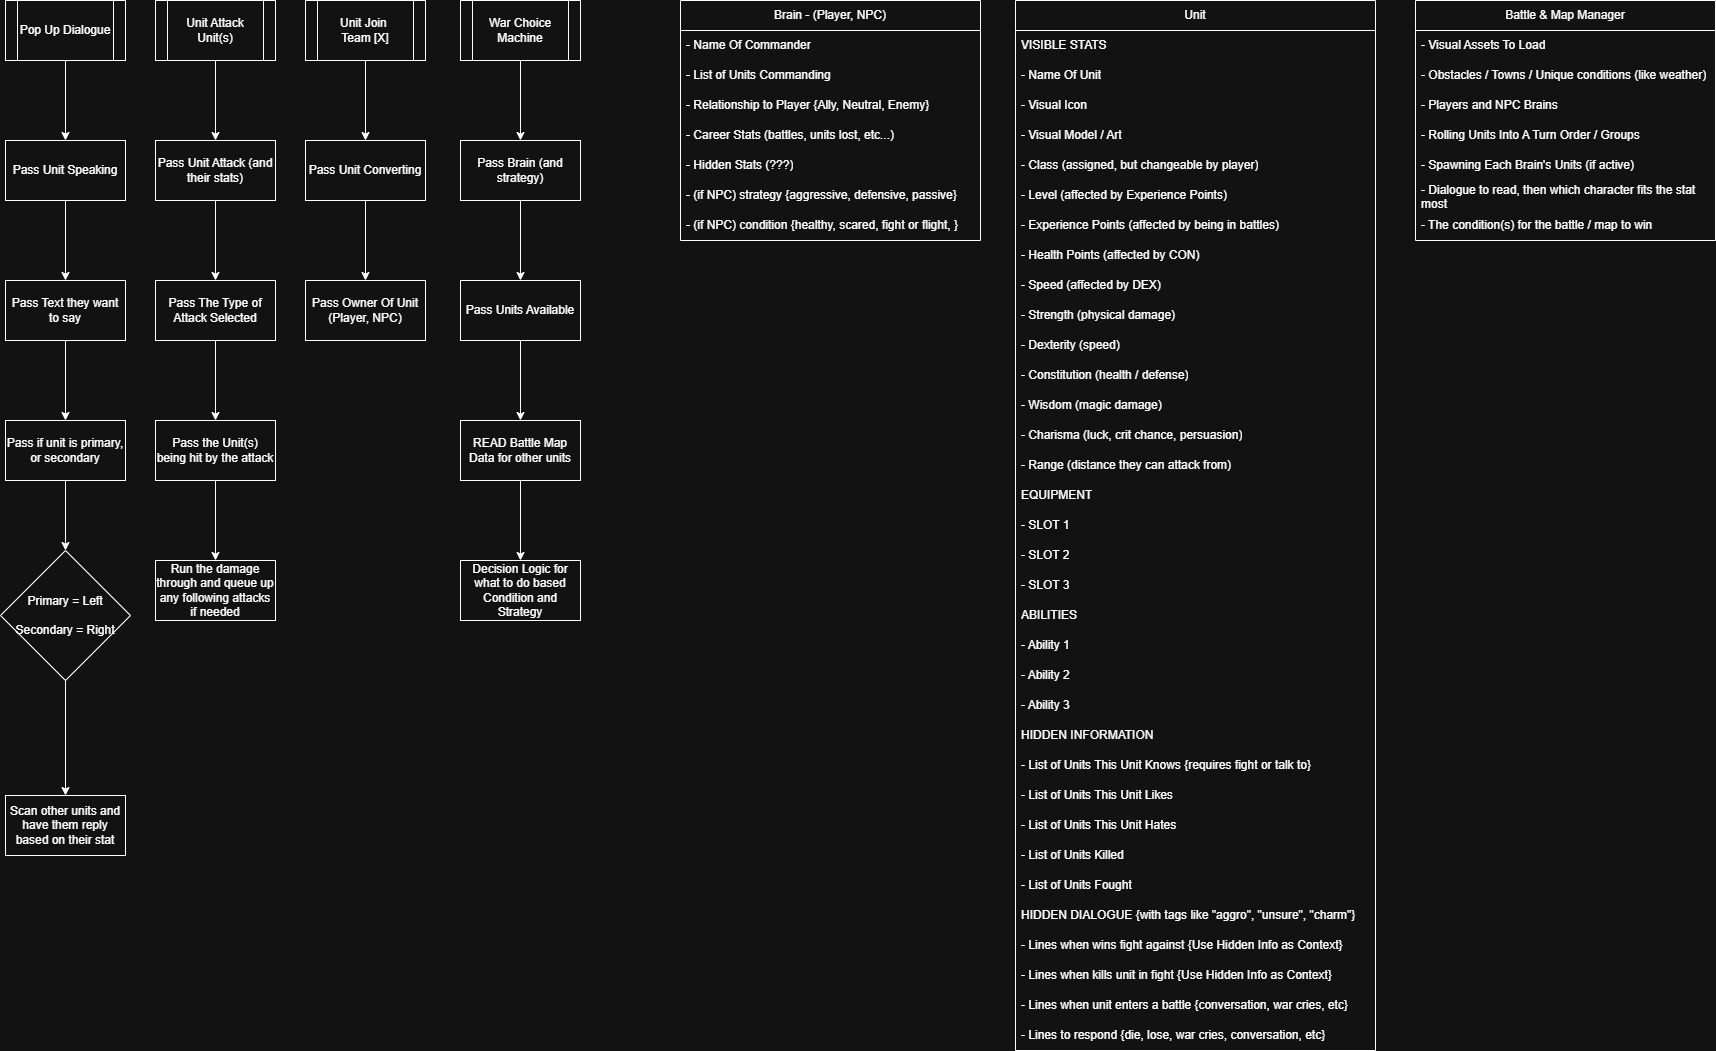 Pop Up Dialogue
Pass Unit Speaking
Pass Text they want
to say
Pass if unit is primary,
or secondary
Primary = Left
Secondary = Right
Scan other units and
have them reply
based on their stat
Unit Attack
Unit(s)
Pass Unit Attack (and
their stats)
Pass The Type of
Attack Selected
Pass the Unit(s)
being hit by the attack
Run the damage
through and queue up
any following attacks
if needed
Unit Join
Team [X]
Pass Unit Converting
Pass Owner Of Unit
(Player, NPC)
War Choice
Machine
Pass Brain (and
strategy)
Pass Units Available
READ Battle Map
Data for other units
Decision Logic for
what to do based
Condition and
Strategy
Brain - (Player, NPC)
- Name Of Commander
- List of Units Commanding
- Relationship to Player {Ally, Neutral, Enemy}
- Career Stats (battles, units lost, etc...)
- Hidden Stats (???)
- (if NPC) strategy {aggressive, defensive, passive}
- (if NPC) condition {healthy, scared, fight or flight, }
Unit
VISIBLE STATS
- Name Of Unit
- Visual Icon
- Visual Model / Art
- Class (assigned, but changeable by player)
- Level (affected by Experience Points)
- Experience Points (affected by being in battles)
- Health Points (affected by CON)
- Speed (affected by DEX)
- Strength (physical damage)
- Dexterity (speed)
- Constitution (health / defense)
- Wisdom (magic damage)
- Charisma (luck, crit chance, persuasion)
- Range (distance they can attack from)
EQUIPMENT
- SLOT 1
- SLOT 2
- SLOT 3
ABILITIES
- Ability 1
- Ability 2
- Ability 3
HIDDEN INFORMATION
- List of Units This Unit Knows {requires fight or talk to}
- List of Units This Unit Likes
- List of Units This Unit Hates
- List of Units Killed
- List of Units Fought
HIDDEN DIALOGUE {with tags like "aggro", "unsure", "charm"}
- Lines when wins fight against {Use Hidden Info as Context}
- Lines when kills unit in fight {Use Hidden Info as Context}
- Lines when unit enters a battle {conversation, war cries, etc}
- Lines to respond {die, lose, war cries, conversation, etc}
Battle & Map Manager
- Visual Assets To Load
- Obstacles / Towns / Unique conditions (like weather)
- Players and NPC Brains
- Rolling Units Into A Turn Order / Groups
- Spawning Each Brain's Units (if active)
- Dialogue to read, then which character fits the stat
most
- The condition(s) for the battle / map to win